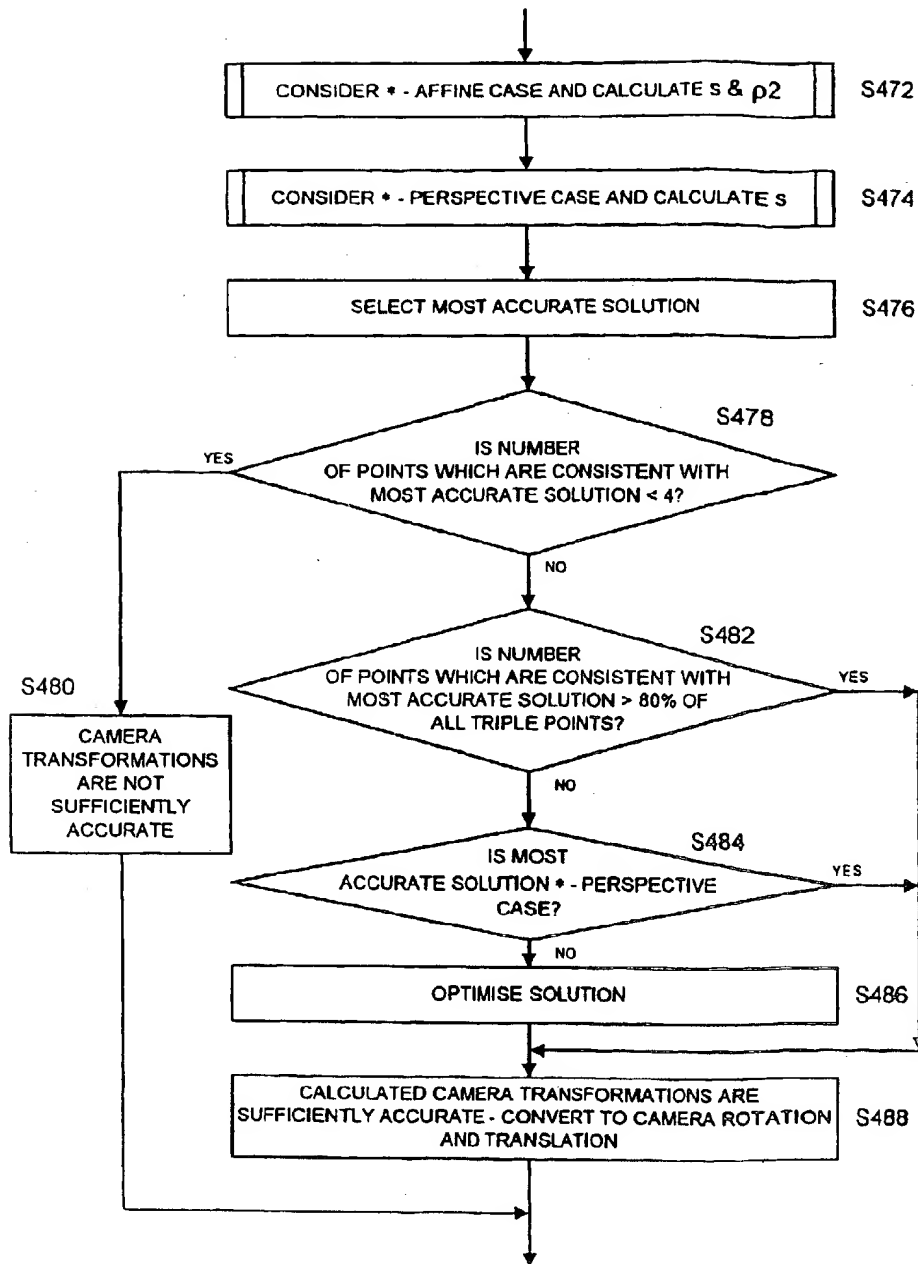 CONSIDER * - AFFINE CASE AND CALCULATE s & ρ2
S472
CONSIDER * - PERSPECTIVE CASE AND CALCULATE s
S474
SELECT MOST ACCURATE SOLUTION
S476
S478
IS NUMBER
OF POINTS WHICH ARE CONSISTENT WITH
MOST ACCURATE SOLUTION < 4?
YES
NO
S482
IS NUMBER
OF POINTS WHICH ARE CONSISTENT WITH
MOST ACCURATE SOLUTION > 80% OF
ALL TRIPLE POINTS?
YES
S480
CAMERA
TRANSFORMATIONS
ARE NOT
SUFFICIENTLY
ACCURATE
NO
S484
IS MOST
ACCURATE SOLUTION * - PERSPECTIVE
CASE?
YES
NO
OPTIMISE SOLUTION
S486
CALCULATED CAMERA TRANSFORMATIONS ARE
SUFFICIENTLY ACCURATE - CONVERT TO CAMERA ROTATION
AND TRANSLATION
S488